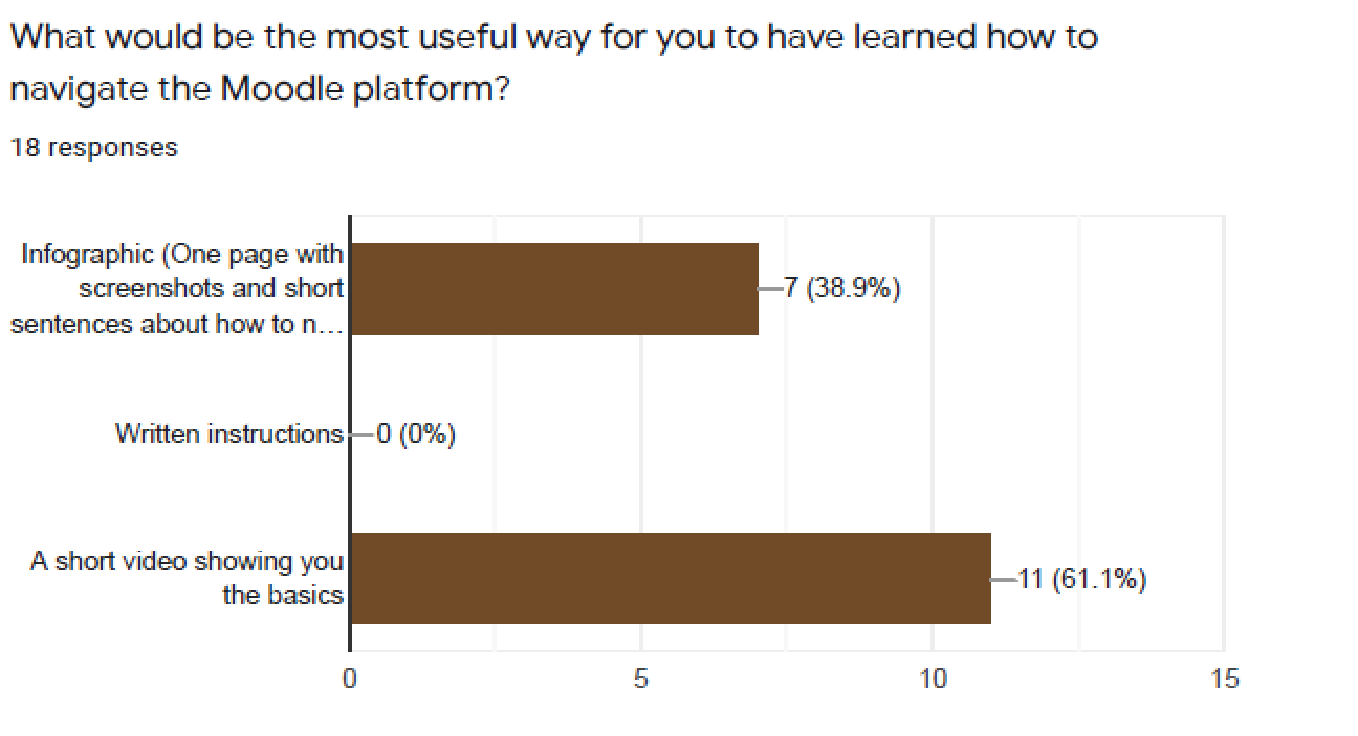 What would be the most useful way for you to have learned how to
navigate the Moodle platform?
18 responses
Infographic (One page with
screenshots and short
sentences about how to n...
7 (38.9%)
Written instructions
0 (0%)
A short video showing you
the basics
11 (61.1%)
0 5 10 15